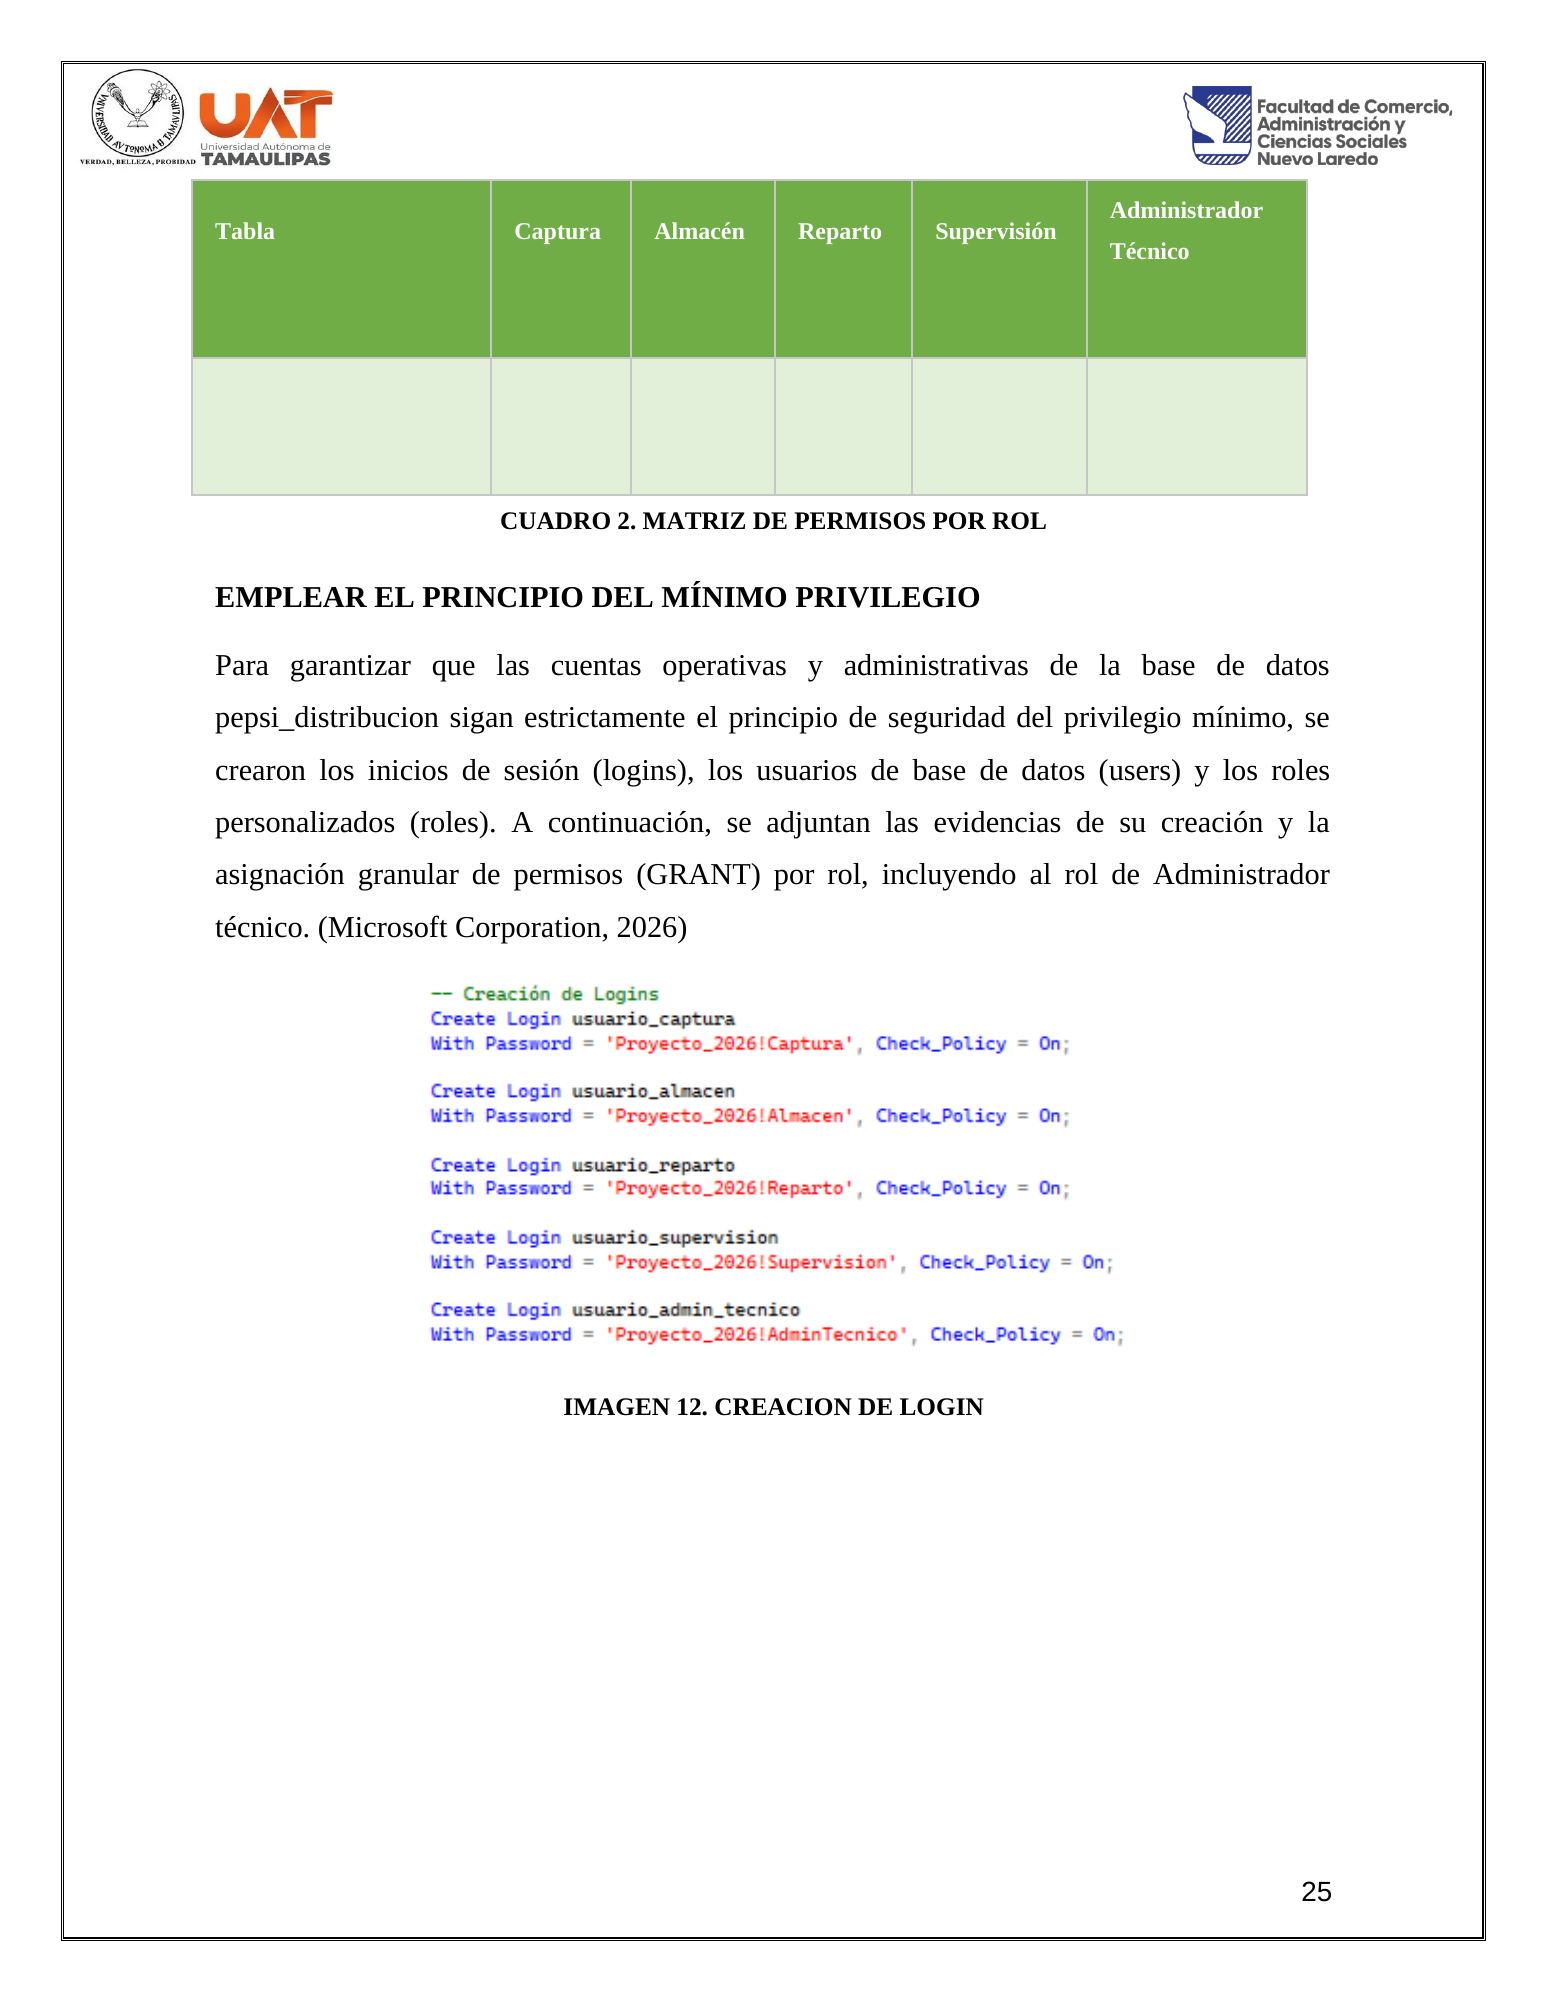 VNIVERSIDAD AVTONOMA D TAMAVLIPAS
VERDAD, BELLEZA, PROBIDAD
UAT
Universidad Autónoma de
TAMAULIPAS
Facultad de Comercio,
Administración y
Ciencias Sociales
Nuevo Laredo
Tabla Captura Almacén Reparto Supervisión Administrador
Técnico
CUADRO 2. MATRIZ DE PERMISOS POR ROL
EMPLEAR EL PRINCIPIO DEL MÍNIMO PRIVILEGIO
Para garantizar que las cuentas operativas y administrativas de la base de datos
pepsi_distribucion sigan estrictamente el principio de seguridad del privilegio mínimo, se
crearon los inicios de sesión (logins), los usuarios de base de datos (users) y los roles
personalizados (roles). A continuación, se adjuntan las evidencias de su creación y la
asignación granular de permisos (GRANT) por rol, incluyendo al rol de Administrador
técnico. (Microsoft Corporation, 2026)
-- Creación de Logins
Create Login usuario_captura
With Password = 'Proyecto_2026!Captura', Check_Policy = On;
Create Login usuario_almacen
With Password = 'Proyecto_2026!Almacen', Check_Policy = On;
Create Login usuario_reparto
With Password = 'Proyecto_2026!Reparto', Check_Policy = On;
Create Login usuario_supervision
With Password = 'Proyecto_2026!Supervision', Check_Policy = On;
Create Login usuario_admin_tecnico
With Password = 'Proyecto_2026!AdminTecnico', Check_Policy = On;
IMAGEN 12. CREACION DE LOGIN
25